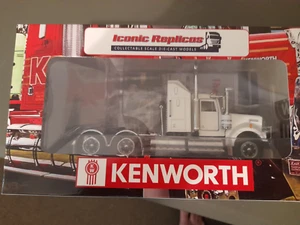 Iconic Replicas
COLLECTABLE SCALE DIE-CAST MODELS
KENWORTH